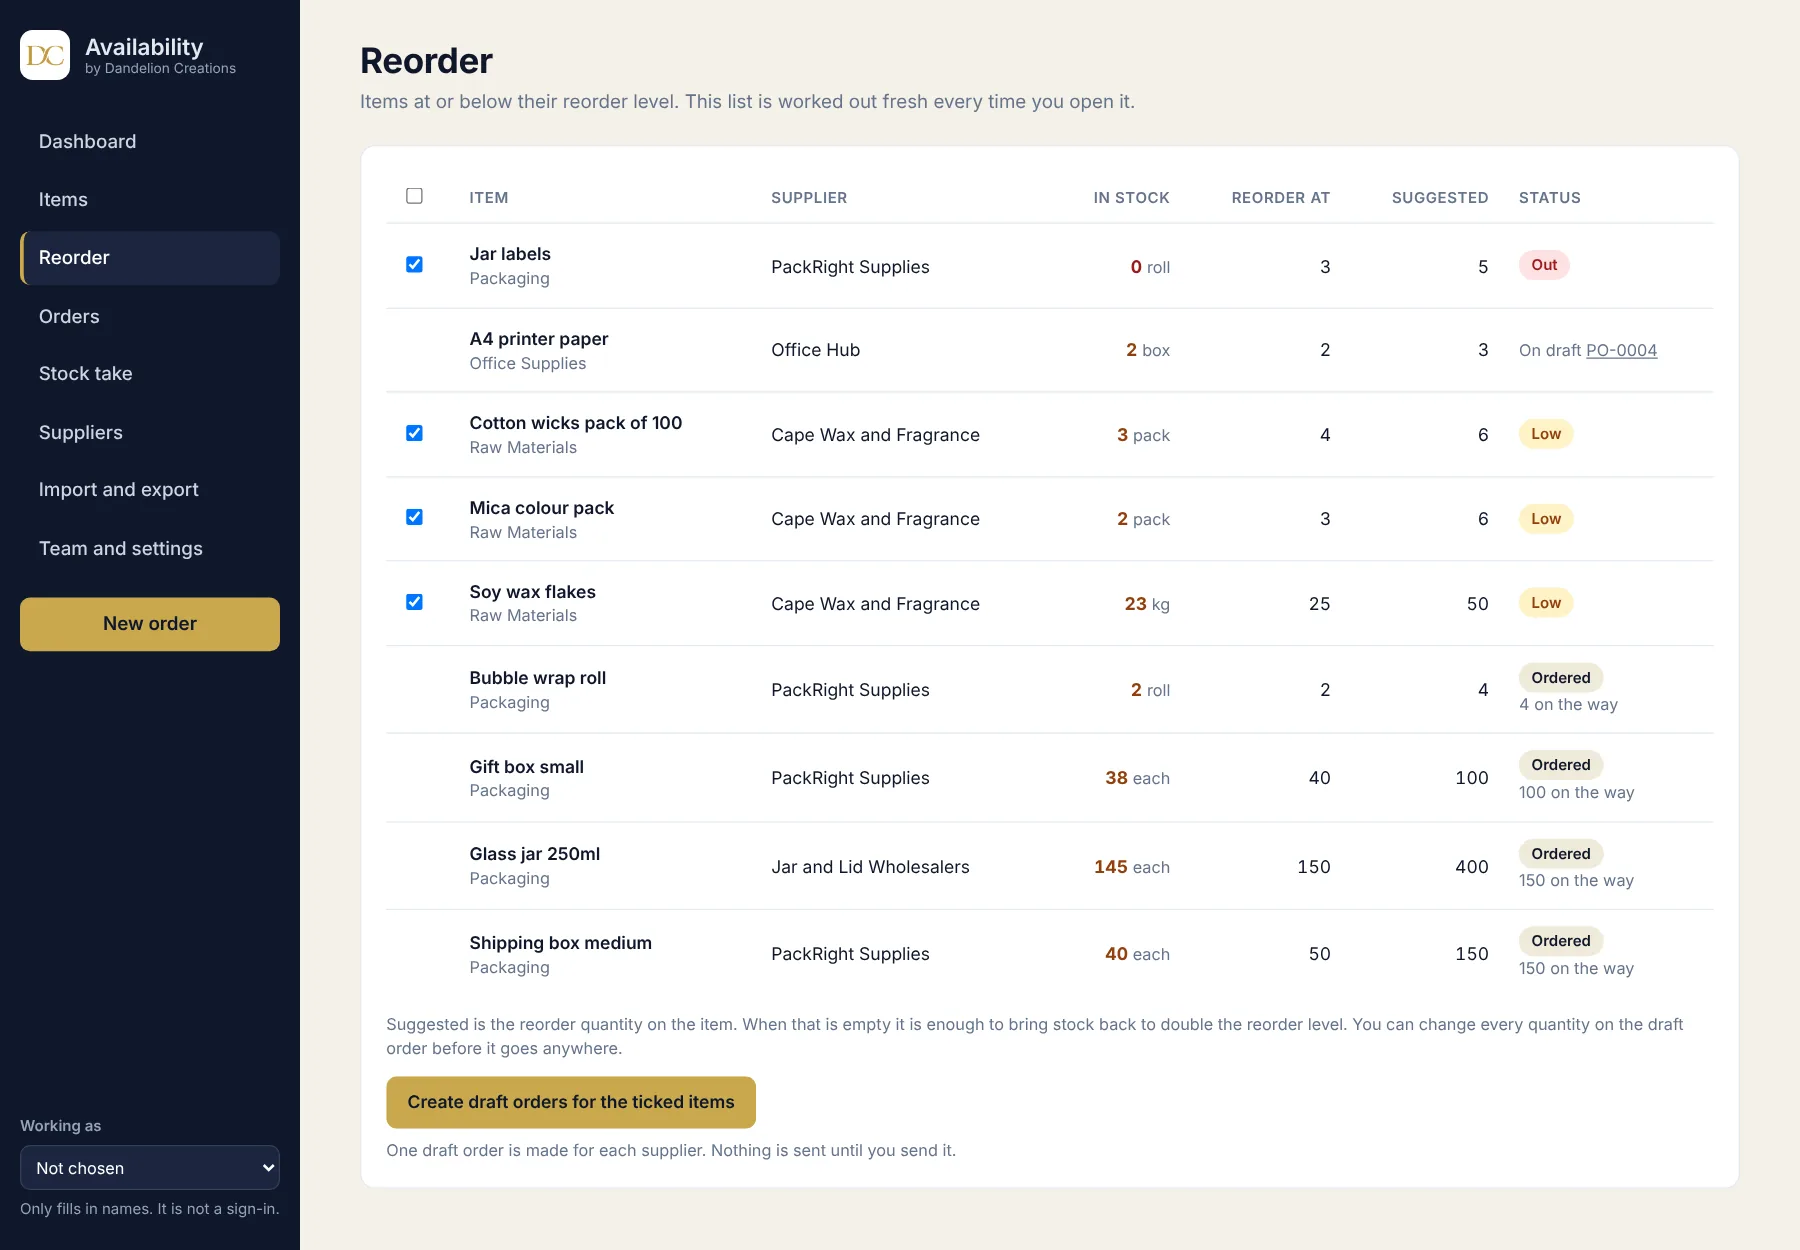 DC
Availability
by Dandelion Creations
Dashboard
Items
Reorder
Orders
Stock take
Suppliers
Import and export
Team and settings
New order
Working as
Not chosen
Only fills in names. It is not a sign-in.
Reorder
Items at or below their reorder level. This list is worked out fresh every time you open it.
ITEM SUPPLIER IN STOCK REORDER AT SUGGESTED STATUS
Jar labels
Packaging
PackRight Supplies 0 roll 3 5 Out
A4 printer paper
Office Supplies
Office Hub 2 box 2 3 On draft PO-0004
Cotton wicks pack of 100
Raw Materials
Cape Wax and Fragrance 3 pack 4 6 Low
Mica colour pack
Raw Materials
Cape Wax and Fragrance 2 pack 3 6 Low
Soy wax flakes
Raw Materials
Cape Wax and Fragrance 23 kg 25 50 Low
Bubble wrap roll
Packaging
PackRight Supplies 2 roll 2 4 Ordered
4 on the way
Gift box small
Packaging
PackRight Supplies 38 each 40 100 Ordered
100 on the way
Glass jar 250ml
Packaging
Jar and Lid Wholesalers 145 each 150 400 Ordered
150 on the way
Shipping box medium
Packaging
PackRight Supplies 40 each 50 150 Ordered
150 on the way
Suggested is the reorder quantity on the item. When that is empty it is enough to bring stock back to double the reorder level. You can change every quantity on the draft
order before it goes anywhere.
Create draft orders for the ticked items
One draft order is made for each supplier. Nothing is sent until you send it.